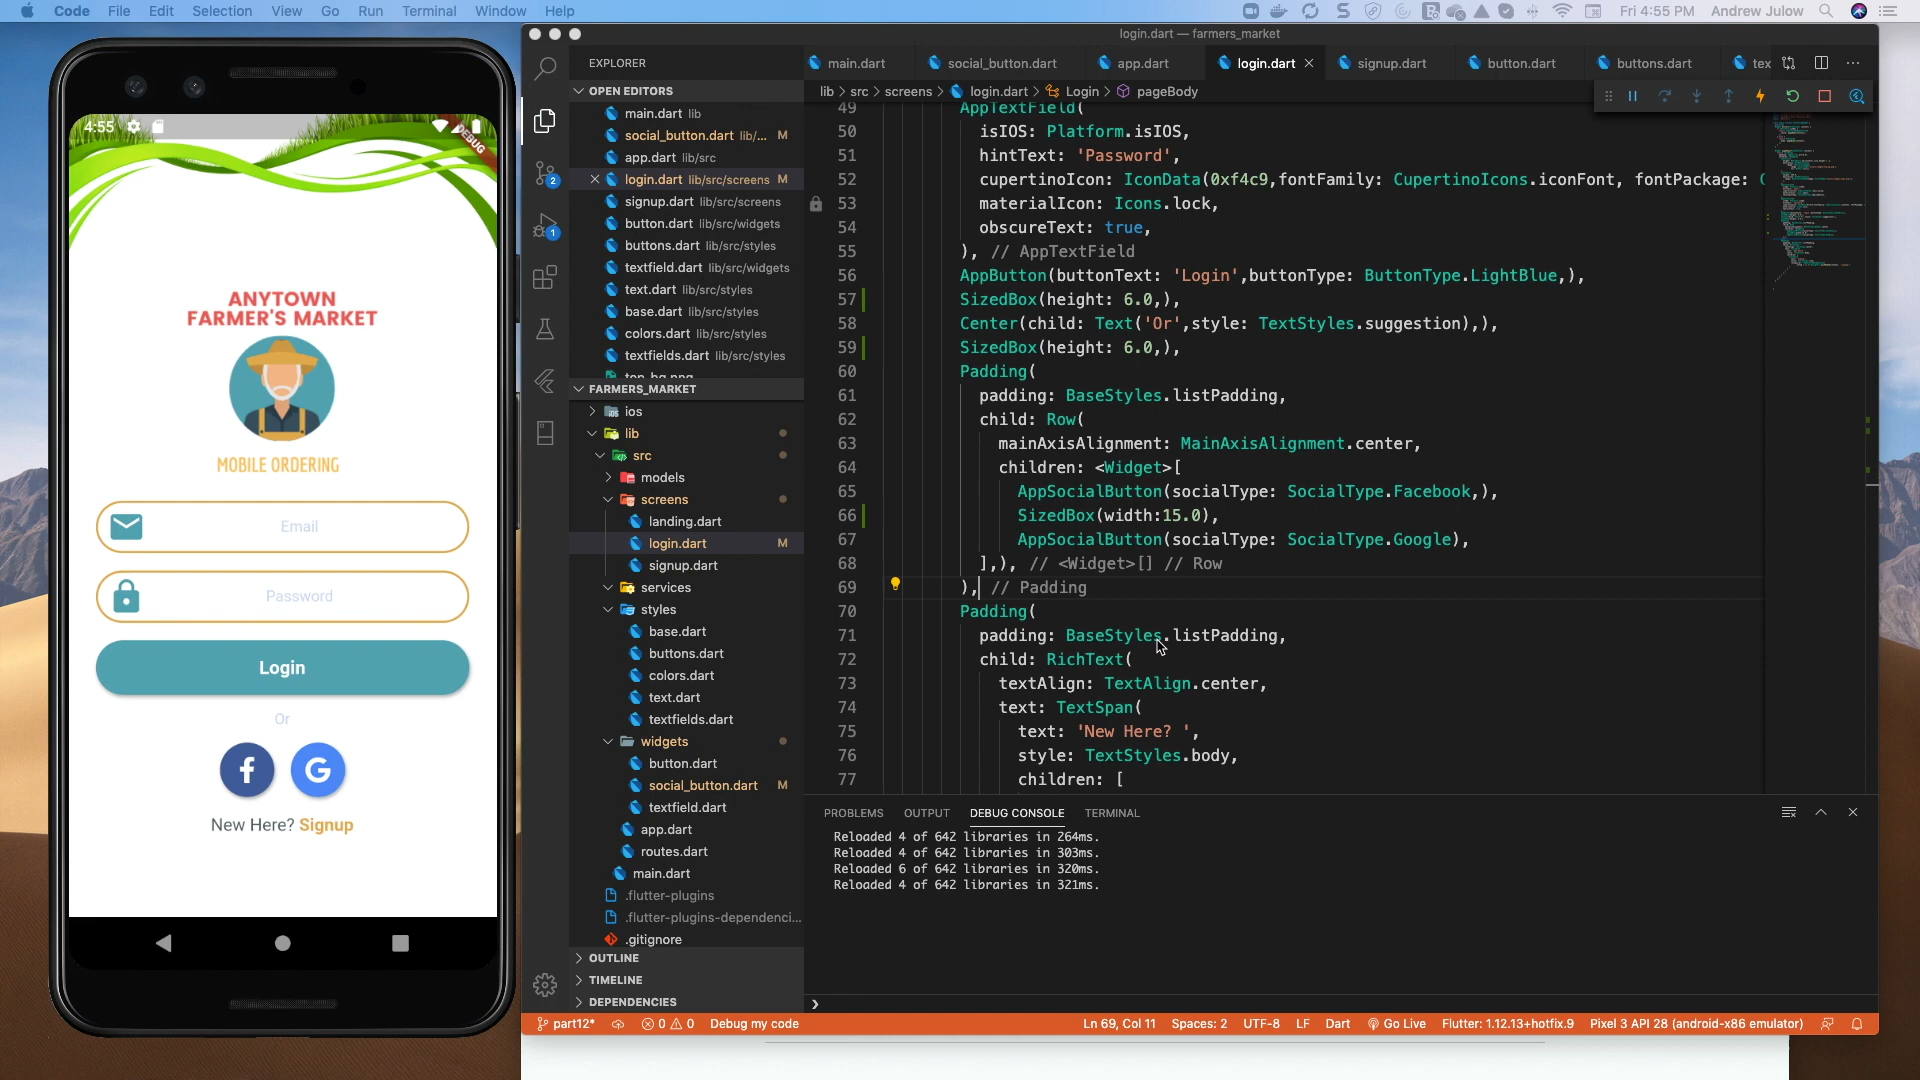 Code File Edit Selection View Go Run Terminal Window Help
Fri 4:55 PM Andrew Julow
login.dart — farmers_market
4:55
DEBUG
ANYTOWN
FARMER'S MARKET
MOBILE ORDERING
Email
Password
Login
Or
New Here? Signup
EXPLORER
OPEN EDITORS
main.dart lib
social_button.dart lib/... M
app.dart lib/src
login.dart lib/src/screens M
signup.dart lib/src/screens
button.dart lib/src/widgets
buttons.dart lib/src/styles
textfield.dart lib/src/widgets
text.dart lib/src/styles
base.dart lib/src/styles
colors.dart lib/src/styles
textfields.dart lib/src/styles
FARMERS_MARKET
ios
lib
src
models
screens
landing.dart
login.dart M
signup.dart
services
styles
base.dart
buttons.dart
colors.dart
text.dart
textfields.dart
widgets
button.dart
social_button.dart M
textfield.dart
app.dart
routes.dart
main.dart
.flutter-plugins
.flutter-plugins-dependenci...
.gitignore
OUTLINE
TIMELINE
DEPENDENCIES
2
1
main.dart social_button.dart app.dart login.dart signup.dart button.dart buttons.dart tex
lib > src > screens > login.dart > Login > pageBody
49 AppTextField(
50 isIOS: Platform.isIOS,
51 hintText: 'Password',
52 cupertinoIcon: IconData(0xf4c9,fontFamily: CupertinoIcons.iconFont, fontPackage: C
53 materialIcon: Icons.lock,
54 obscureText: true,
55 ), // AppTextField
56 AppButton(buttonText: 'Login',buttonType: ButtonType.LightBlue,),
57 SizedBox(height: 6.0,),
58 Center(child: Text('Or',style: TextStyles.suggestion),),
59 SizedBox(height: 6.0,),
60 Padding(
61 padding: BaseStyles.listPadding,
62 child: Row(
63 mainAxisAlignment: MainAxisAlignment.center,
64 children: <Widget>[
65 AppSocialButton(socialType: SocialType.Facebook,),
66 SizedBox(width:15.0),
67 AppSocialButton(socialType: SocialType.Google),
68 ],), // <Widget>[] // Row
69 ), // Padding
70 Padding(
71 padding: BaseStyles.listPadding,
72 child: RichText(
73 textAlign: TextAlign.center,
74 text: TextSpan(
75 text: 'New Here? ',
76 style: TextStyles.body,
77 children: [
PROBLEMS OUTPUT DEBUG CONSOLE TERMINAL
Reloaded 4 of 642 libraries in 264ms.
Reloaded 4 of 642 libraries in 303ms.
Reloaded 6 of 642 libraries in 320ms.
Reloaded 4 of 642 libraries in 321ms.
part12* 0 0 Debug my code Ln 69, Col 11 Spaces: 2 UTF-8 LF Dart Go Live Flutter: 1.12.13+hotfix.9 Pixel 3 API 28 (android-x86 emulator)